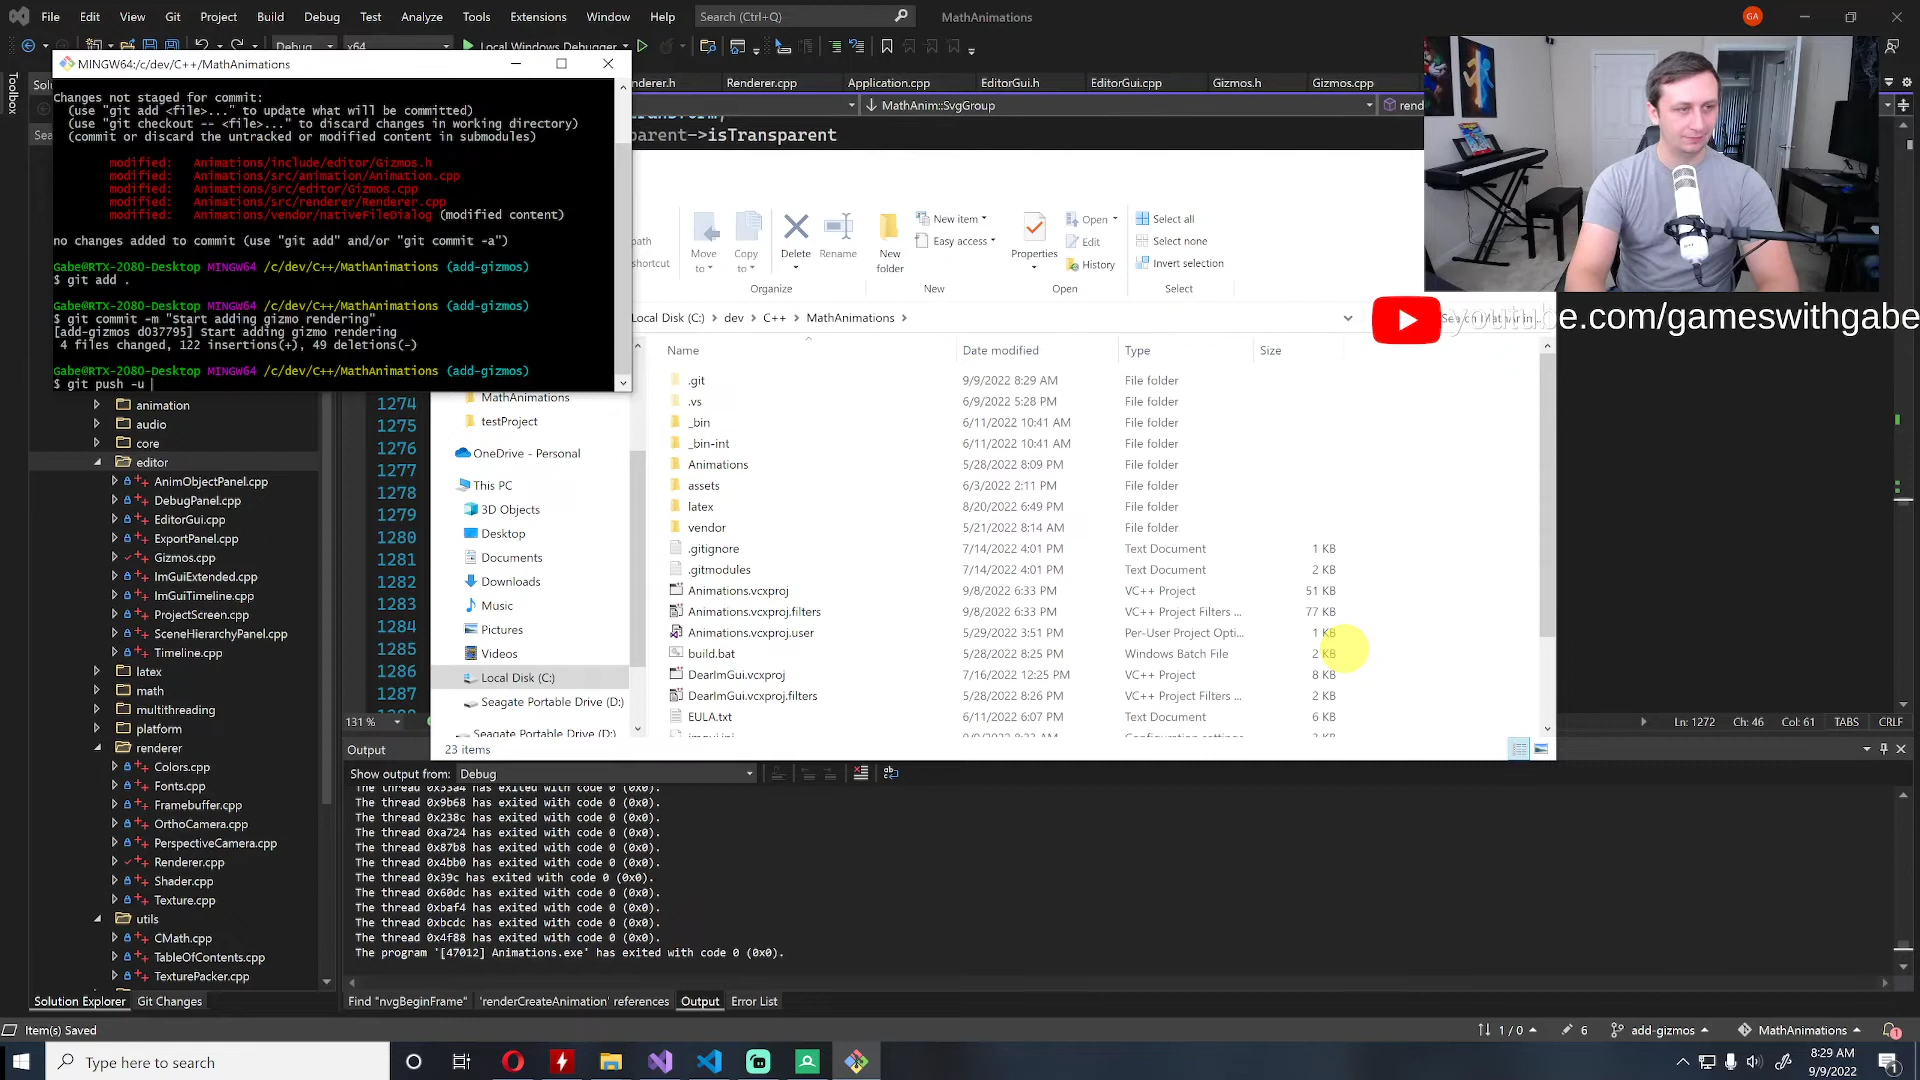 File Edit View Git Project Build Debug Test Analyze Tools Extensions Window Help Search (Ctrl+Q) MathAnimations GA
Debug x64 Local Windows Debugger
MINGW64:/c/dev/C++/MathAnimations
Toolbox
Renderer.cpp Application.cpp EditorGui.h EditorGui.cpp Gizmos.h Gizmos.cpp
MathAnim::SvgGroup
parent->isTransparent
Changes not staged for commit:
(use "git add <file>..." to update what will be committed)
(use "git checkout -- <file>..." to discard changes in working directory)
(commit or discard the untracked or modified content in submodules)
modified: Animations/include/editor/Gizmos.h
modified: Animations/src/animation/Animation.cpp
modified: Animations/src/editor/Gizmos.cpp
modified: Animations/src/renderer/Renderer.cpp
modified: Animations/vendor/nativeFileDialog (modified content)
no changes added to commit (use "git add" and/or "git commit -a")
Gabe@RTX-2080-Desktop MINGW64 /c/dev/C++/MathAnimations (add-gizmos)
$ git add .
Gabe@RTX-2080-Desktop MINGW64 /c/dev/C++/MathAnimations (add-gizmos)
$ git commit -m "Start adding gizmo rendering"
[add-gizmos d037795] Start adding gizmo rendering
4 files changed, 122 insertions(+), 49 deletions(-)
Gabe@RTX-2080-Desktop MINGW64 /c/dev/C++/MathAnimations (add-gizmos)
$ git push -u
Move to Copy to Delete Rename New folder New item Easy access Properties Open Edit History Select all Select none Invert selection
Organize New Open Select
Local Disk (C:) dev C++ MathAnimations
youtube.com/gameswithgabe
Name Date modified Type Size
.git 9/9/2022 8:29 AM File folder
.vs 6/9/2022 5:28 PM File folder
_bin 6/11/2022 10:41 AM File folder
_bin-int 6/11/2022 10:41 AM File folder
Animations 5/28/2022 8:09 PM File folder
assets 6/3/2022 2:11 PM File folder
latex 8/20/2022 6:49 PM File folder
vendor 5/21/2022 8:14 AM File folder
.gitignore 7/14/2022 4:01 PM Text Document 1 KB
.gitmodules 7/14/2022 4:01 PM Text Document 2 KB
Animations.vcxproj 9/8/2022 6:33 PM VC++ Project 51 KB
Animations.vcxproj.filters 9/8/2022 6:33 PM VC++ Project Filters ... 77 KB
Animations.vcxproj.user 5/29/2022 3:51 PM Per-User Project Opti... 1 KB
build.bat 5/28/2022 8:25 PM Windows Batch File 2 KB
DearImGui.vcxproj 7/16/2022 12:25 PM VC++ Project 8 KB
DearImGui.vcxproj.filters 5/28/2022 8:26 PM VC++ Project Filters ... 2 KB
EULA.txt 6/11/2022 6:07 PM Text Document 6 KB
MathAnimations
testProject
OneDrive - Personal
This PC
3D Objects
Desktop
Documents
Downloads
Music
Pictures
Videos
Local Disk (C:)
Seagate Portable Drive (D:)
Seagate Portable Drive (D:)
23 items
animation
audio
core
editor
AnimObjectPanel.cpp
DebugPanel.cpp
EditorGui.cpp
ExportPanel.cpp
Gizmos.cpp
ImGuiExtended.cpp
ImGuiTimeline.cpp
ProjectScreen.cpp
SceneHierarchyPanel.cpp
Timeline.cpp
latex
math
multithreading
platform
renderer
Colors.cpp
Fonts.cpp
Framebuffer.cpp
OrthoCamera.cpp
PerspectiveCamera.cpp
Renderer.cpp
Shader.cpp
Texture.cpp
utils
CMath.cpp
TableOfContents.cpp
TexturePacker.cpp
1274
1275
1276
1277
1278
1279
1280
1281
1282
1283
1284
1285
1286
1287
131 % Ln: 1272 Ch: 46 Col: 61 TABS CRLF
Output
Show output from: Debug
The thread 0x33a4 has exited with code 0 (0x0).
The thread 0x9b68 has exited with code 0 (0x0).
The thread 0x238c has exited with code 0 (0x0).
The thread 0xa724 has exited with code 0 (0x0).
The thread 0x87b8 has exited with code 0 (0x0).
The thread 0x4bb0 has exited with code 0 (0x0).
The thread 0x39c has exited with code 0 (0x0).
The thread 0x60dc has exited with code 0 (0x0).
The thread 0xbaf4 has exited with code 0 (0x0).
The thread 0xbcdc has exited with code 0 (0x0).
The thread 0x4f88 has exited with code 0 (0x0).
The program '[47012] Animations.exe' has exited with code 0 (0x0).
Solution Explorer Git Changes Find "nvgBeginFrame" 'renderCreateAnimation' references Output Error List
Item(s) Saved 1 / 0 6 add-gizmos MathAnimations 1
Type here to search 8:29 AM
9/9/2022